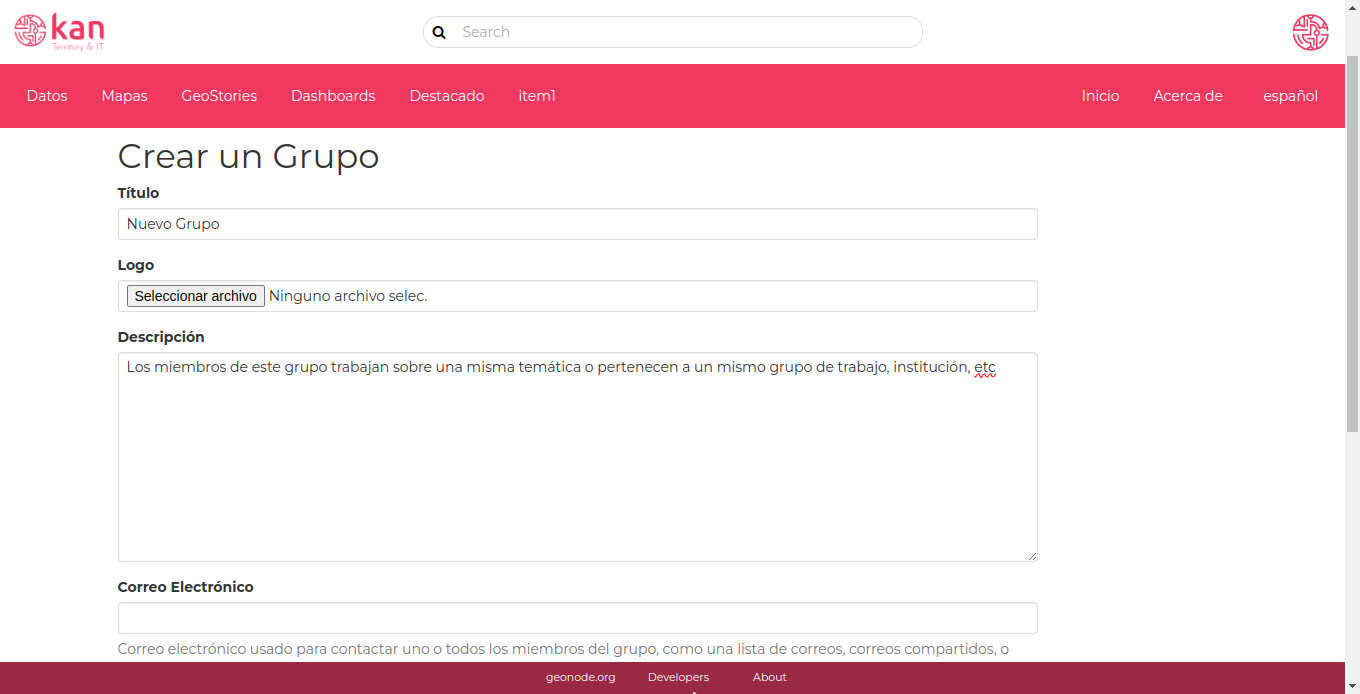 kan
Territory & IT
Search
Datos Mapas GeoStories Dashboards Destacado item1 Inicio Acerca de español
Crear un Grupo
Título
Nuevo Grupo
Logo
Seleccionar archivo Ninguno archivo selec.
Descripción
Los miembros de este grupo trabajan sobre una misma temática o pertenecen a un mismo grupo de trabajo, institución, etc
Correo Electrónico
Correo electrónico usado para contactar uno o todos los miembros del grupo, como una lista de correos, correos compartidos, o
geonode.org Developers About